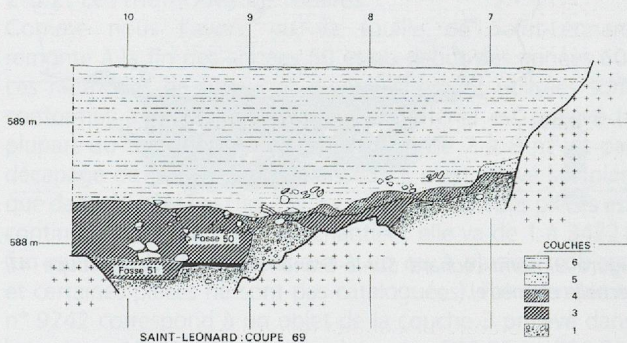 10 9 8 7
589 m
Fosse 50
588 m
Fosse 51
COUCHES :
6
5
4
3
1
SAINT-LEONARD : COUPE 69